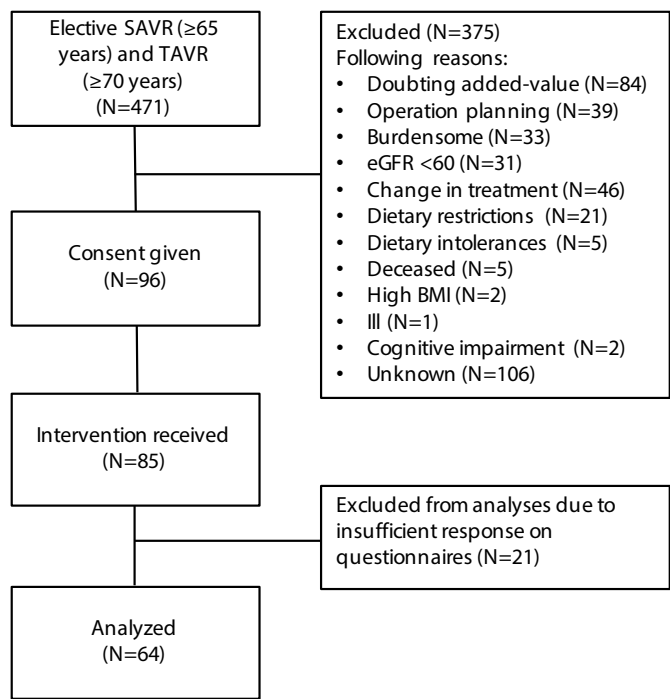 Elective SAVR (≥65
years) and TAVR
(≥70 years)
(N=471)
Excluded (N=375)
Following reasons:
• Doubting added-value (N=84)
• Operation planning (N=39)
• Burdensome (N=33)
• eGFR <60 (N=31)
• Change in treatment (N=46)
• Dietary restrictions (N=21)
• Dietary intolerances (N=5)
• Deceased (N=5)
• High BMI (N=2)
• Ill (N=1)
• Cognitive impairment (N=2)
• Unknown (N=106)
Consent given
(N=96)
Intervention received
(N=85)
Excluded from analyses due to
insufficient response on
questionnaires (N=21)
Analyzed
(N=64)